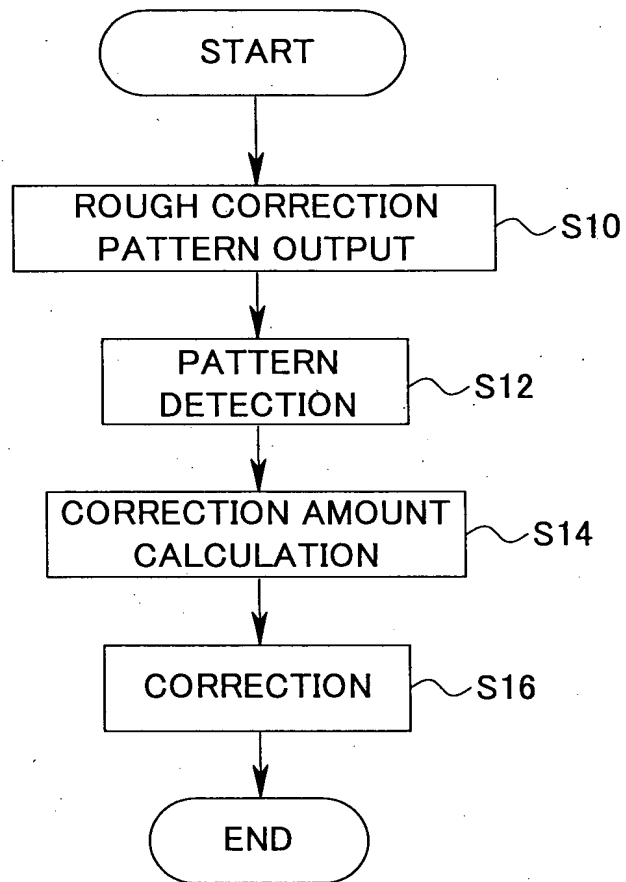 START
ROUGH CORRECTION
PATTERN OUTPUT
S10
PATTERN
DETECTION
S12
CORRECTION AMOUNT
CALCULATION
S14
CORRECTION
S16
END